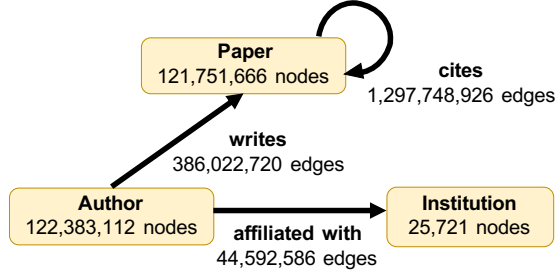 Paper
121,751,666 nodes
cites
1,297,748,926 edges
writes
386,022,720 edges
Author
122,383,112 nodes
affiliated with
44,592,586 edges
Institution
25,721 nodes